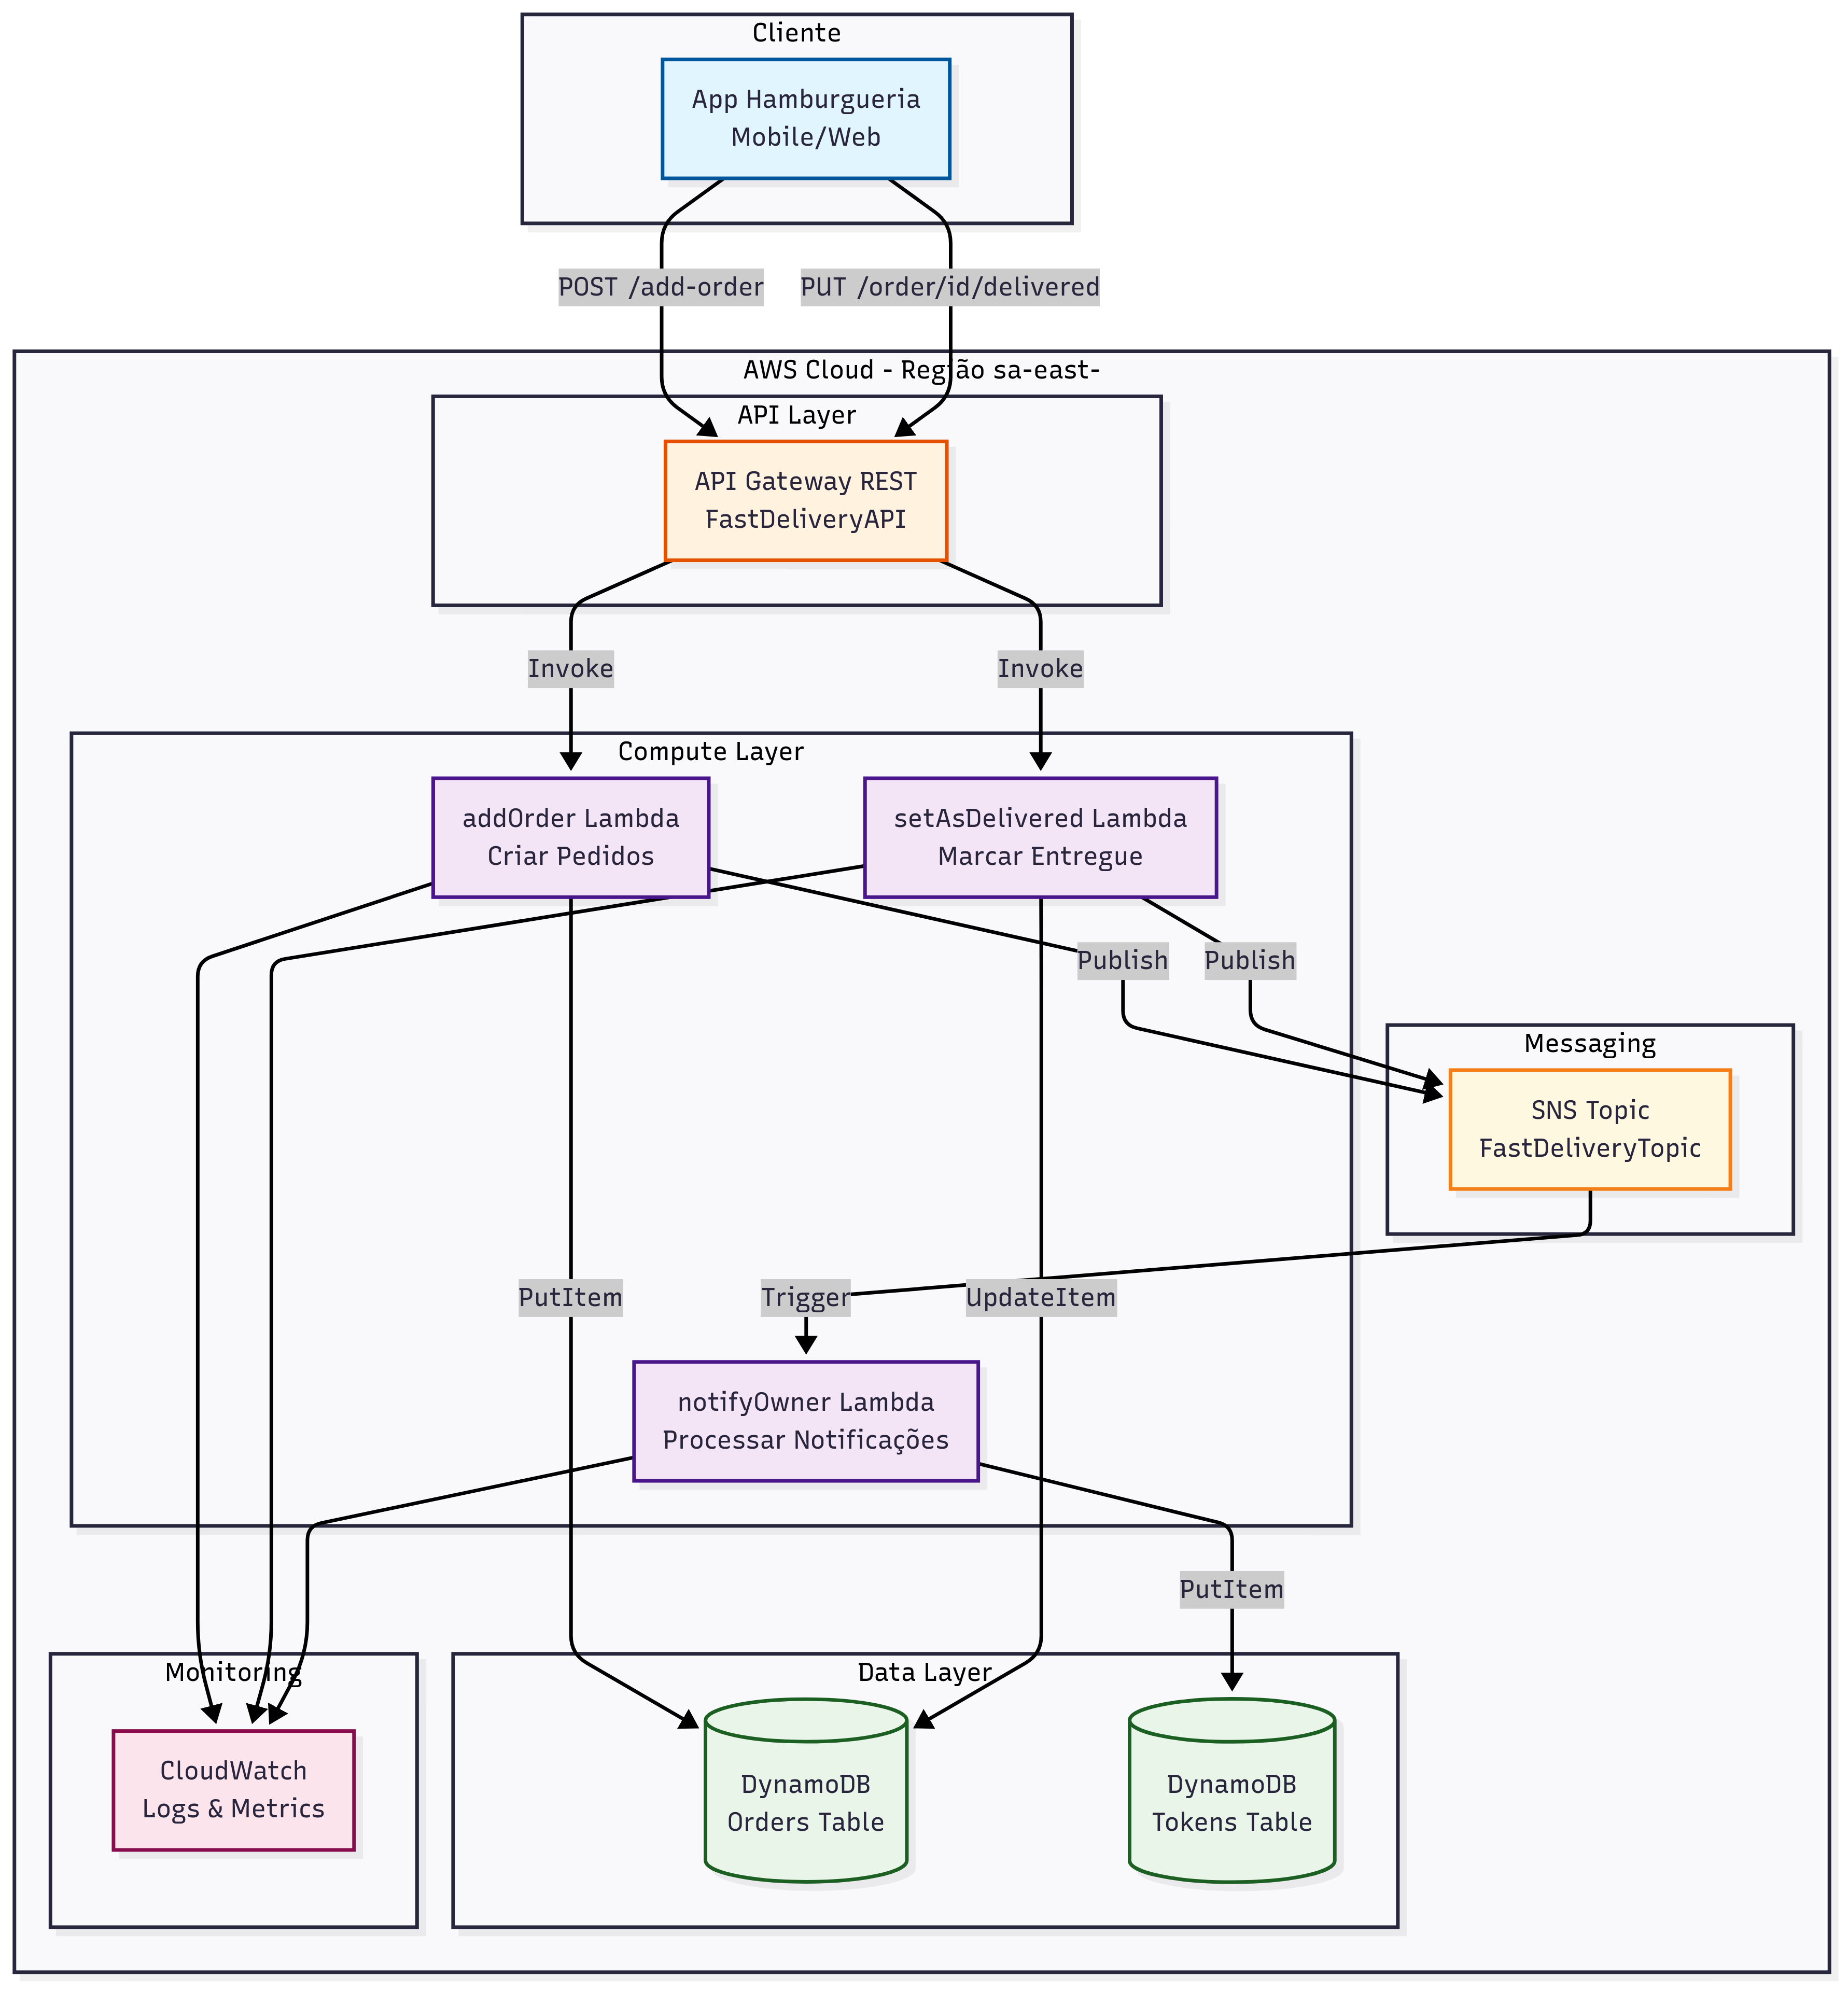 Cliente
App Hamburgueria
Mobile/Web
POST /add-order
PUT /order/id/delivered
AWS Cloud - Região sa-east-
API Layer
API Gateway REST
FastDeliveryAPI
Invoke
Invoke
Compute Layer
addOrder Lambda
Criar Pedidos
setAsDelivered Lambda
Marcar Entregue
Publish
Publish
Messaging
SNS Topic
FastDeliveryTopic
PutItem
Trigger
UpdateItem
notifyOwner Lambda
Processar Notificações
PutItem
Monitoring
CloudWatch
Logs & Metrics
Data Layer
DynamoDB
Orders Table
DynamoDB
Tokens Table